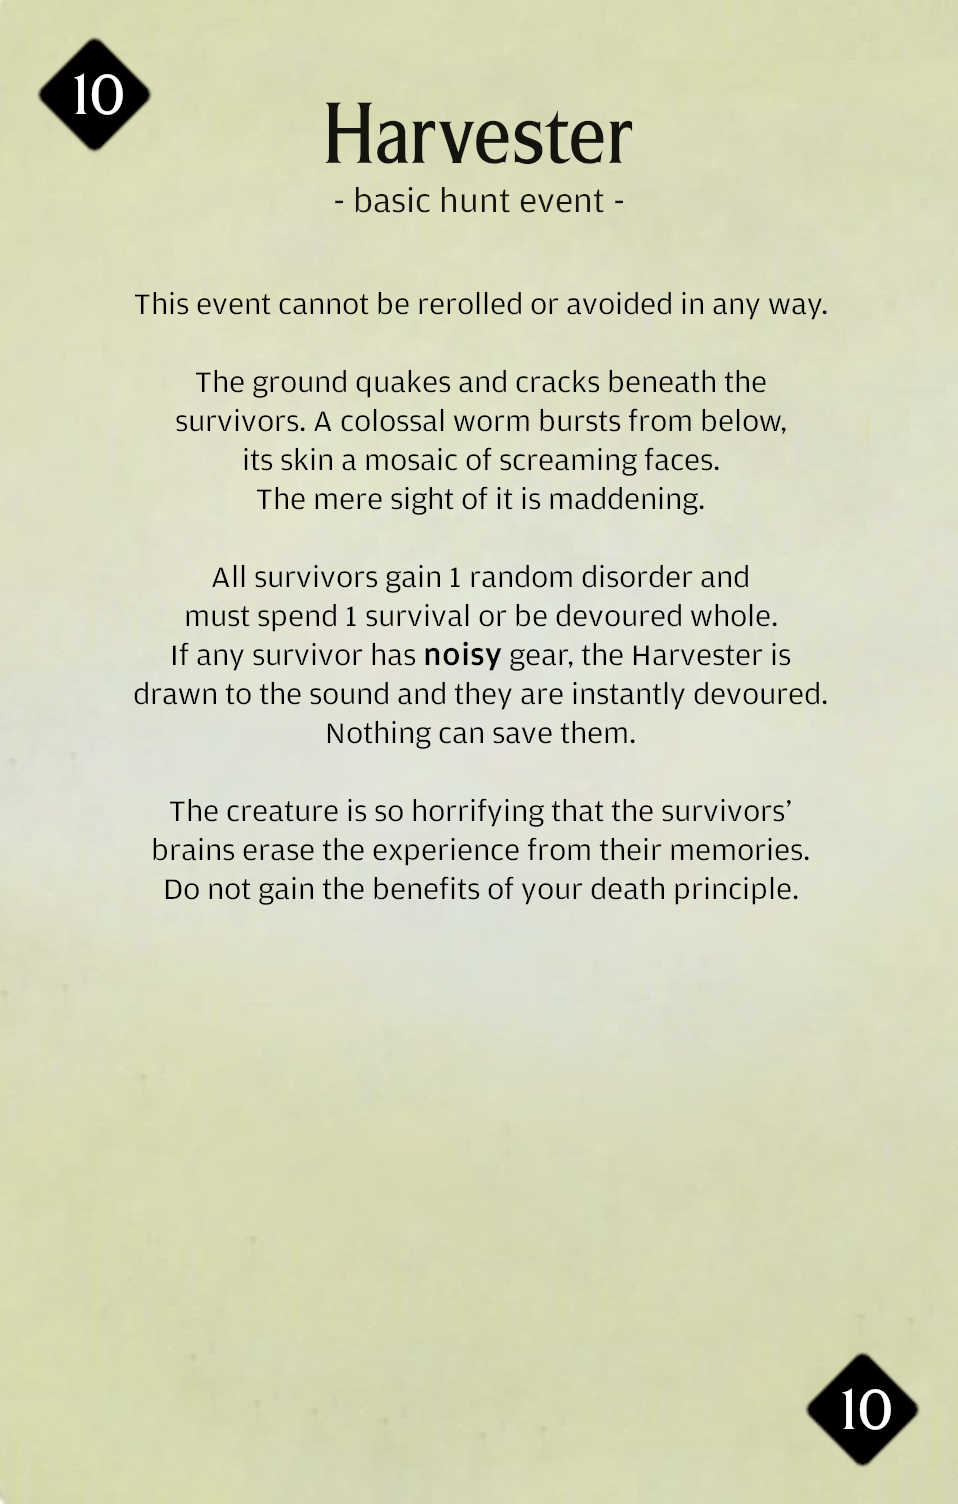 10
Harvester
- basic hunt event -
This event cannot be rerolled or avoided in any way.
The ground quakes and cracks beneath the
survivors. A colossal worm bursts from below,
its skin a mosaic of screaming faces.
The mere sight of it is maddening.
All survivors gain 1 random disorder and
must spend 1 survival or be devoured whole.
If any survivor has noisy gear, the Harvester is
drawn to the sound and they are instantly devoured.
Nothing can save them.
The creature is so horrifying that the survivors’
brains erase the experience from their memories.
Do not gain the benefits of your death principle.
10